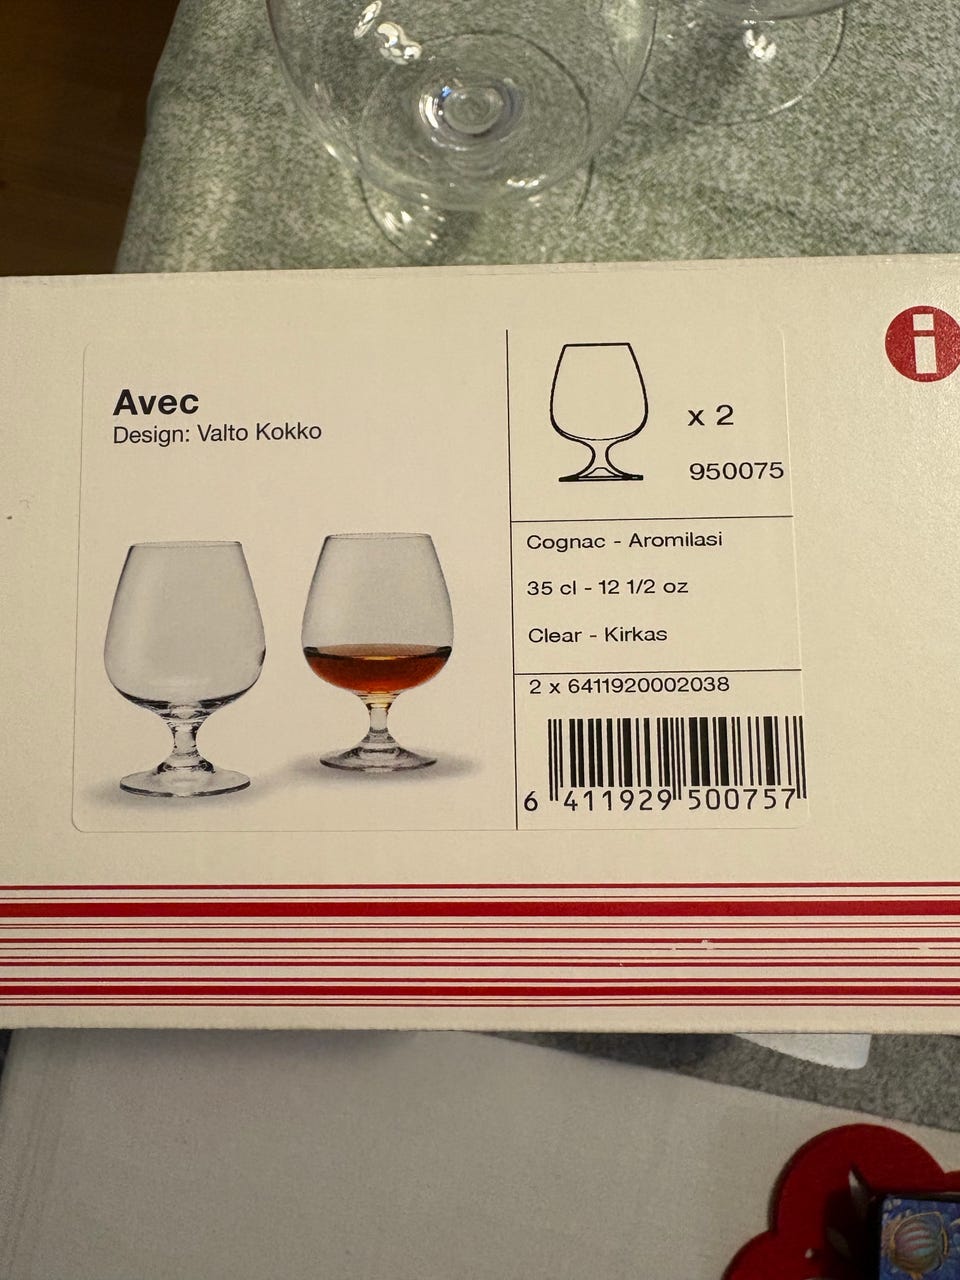 i
Avec
Design: Valto Kokko
x 2
950075
Cognac - Aromilasi
35 cl - 12 1/2 oz
Clear - Kirkas
2 x 6411920002038
6 411929 500757